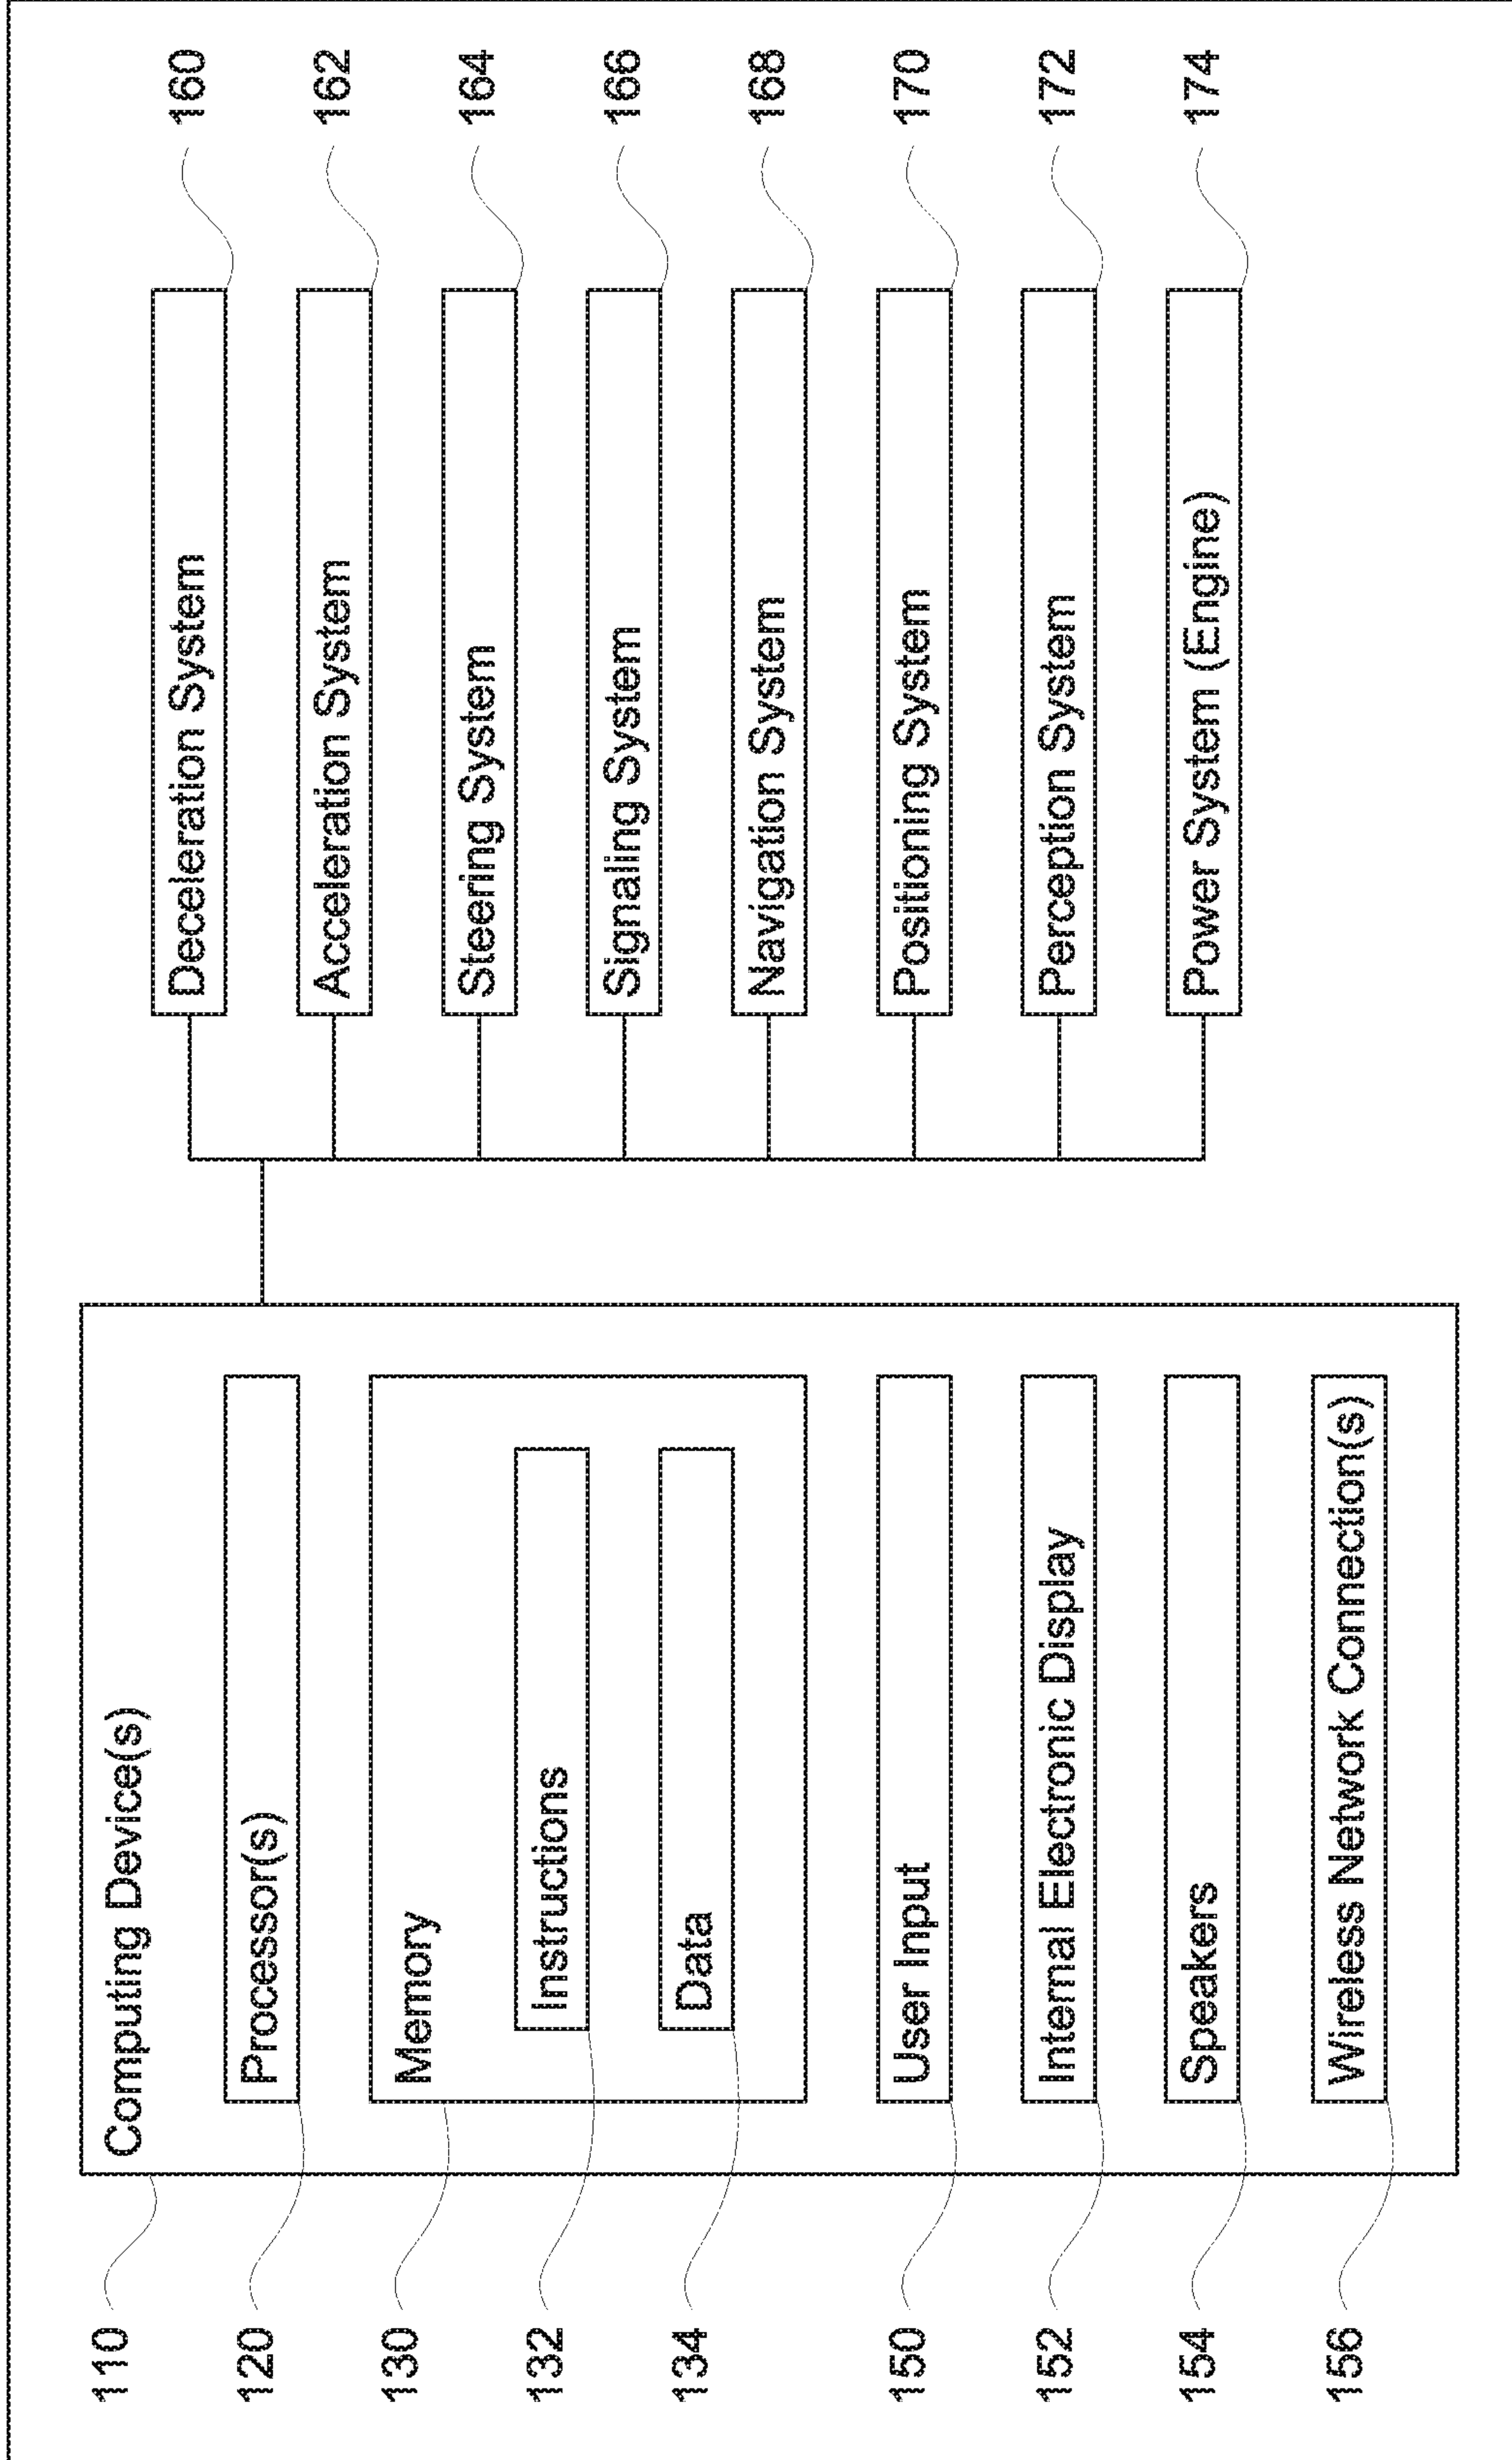 110
Computing Device(s)
120
Processor(s)
130
Memory
132
Instructions
134
Data
150
User Input
152
Internal Electronic Display
154
Speakers
156
Wireless Network Connection(s)
Deceleration System
160
Acceleration System
162
Steering System
164
Signaling System
166
Navigation System
168
Positioning System
170
Perception System
172
Power System (Engine)
174